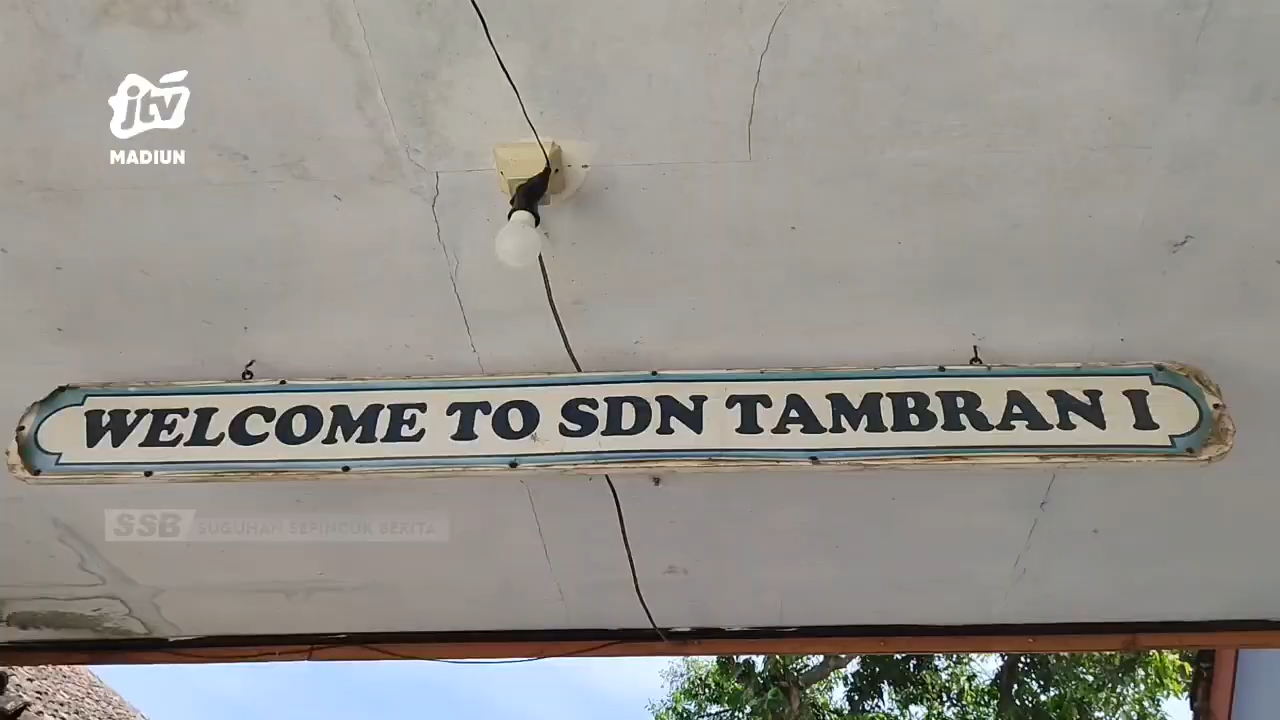 jtv
MADIUN
WELCOME TO SDN TAMBRAN I
SSB SUGUHAN SEPINCUK BERITA